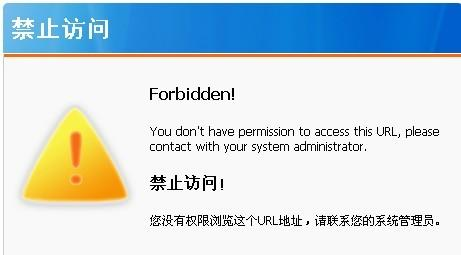 禁止访问
Forbidden!
You don't have permission to access this URL, please
contact with your system administrator.
禁止访问!
您没有权限浏览这个URL地址，请联系您的系统管理员。